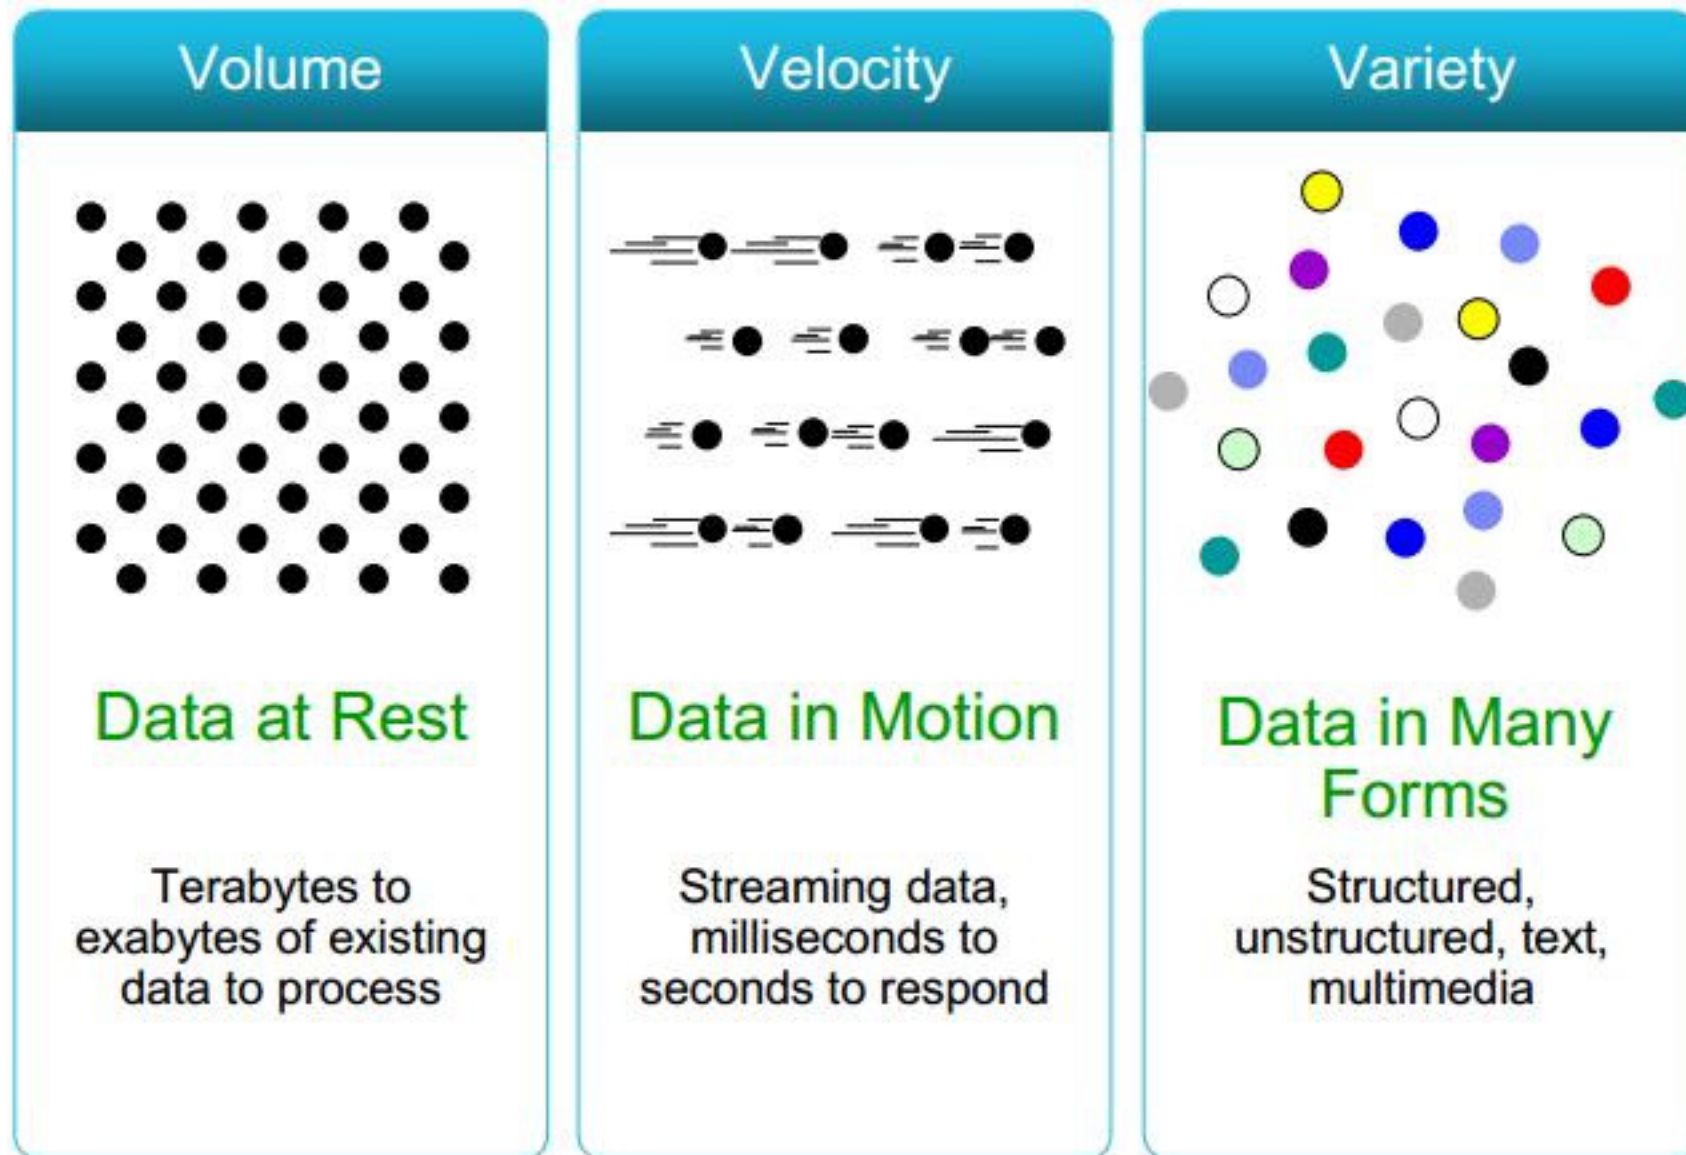 Volume
Data at Rest
Terabytes to
exabytes of existing
data to process
Velocity
Data in Motion
Streaming data,
milliseconds to
seconds to respond
Variety
Data in Many
Forms
Structured,
unstructured, text,
multimedia